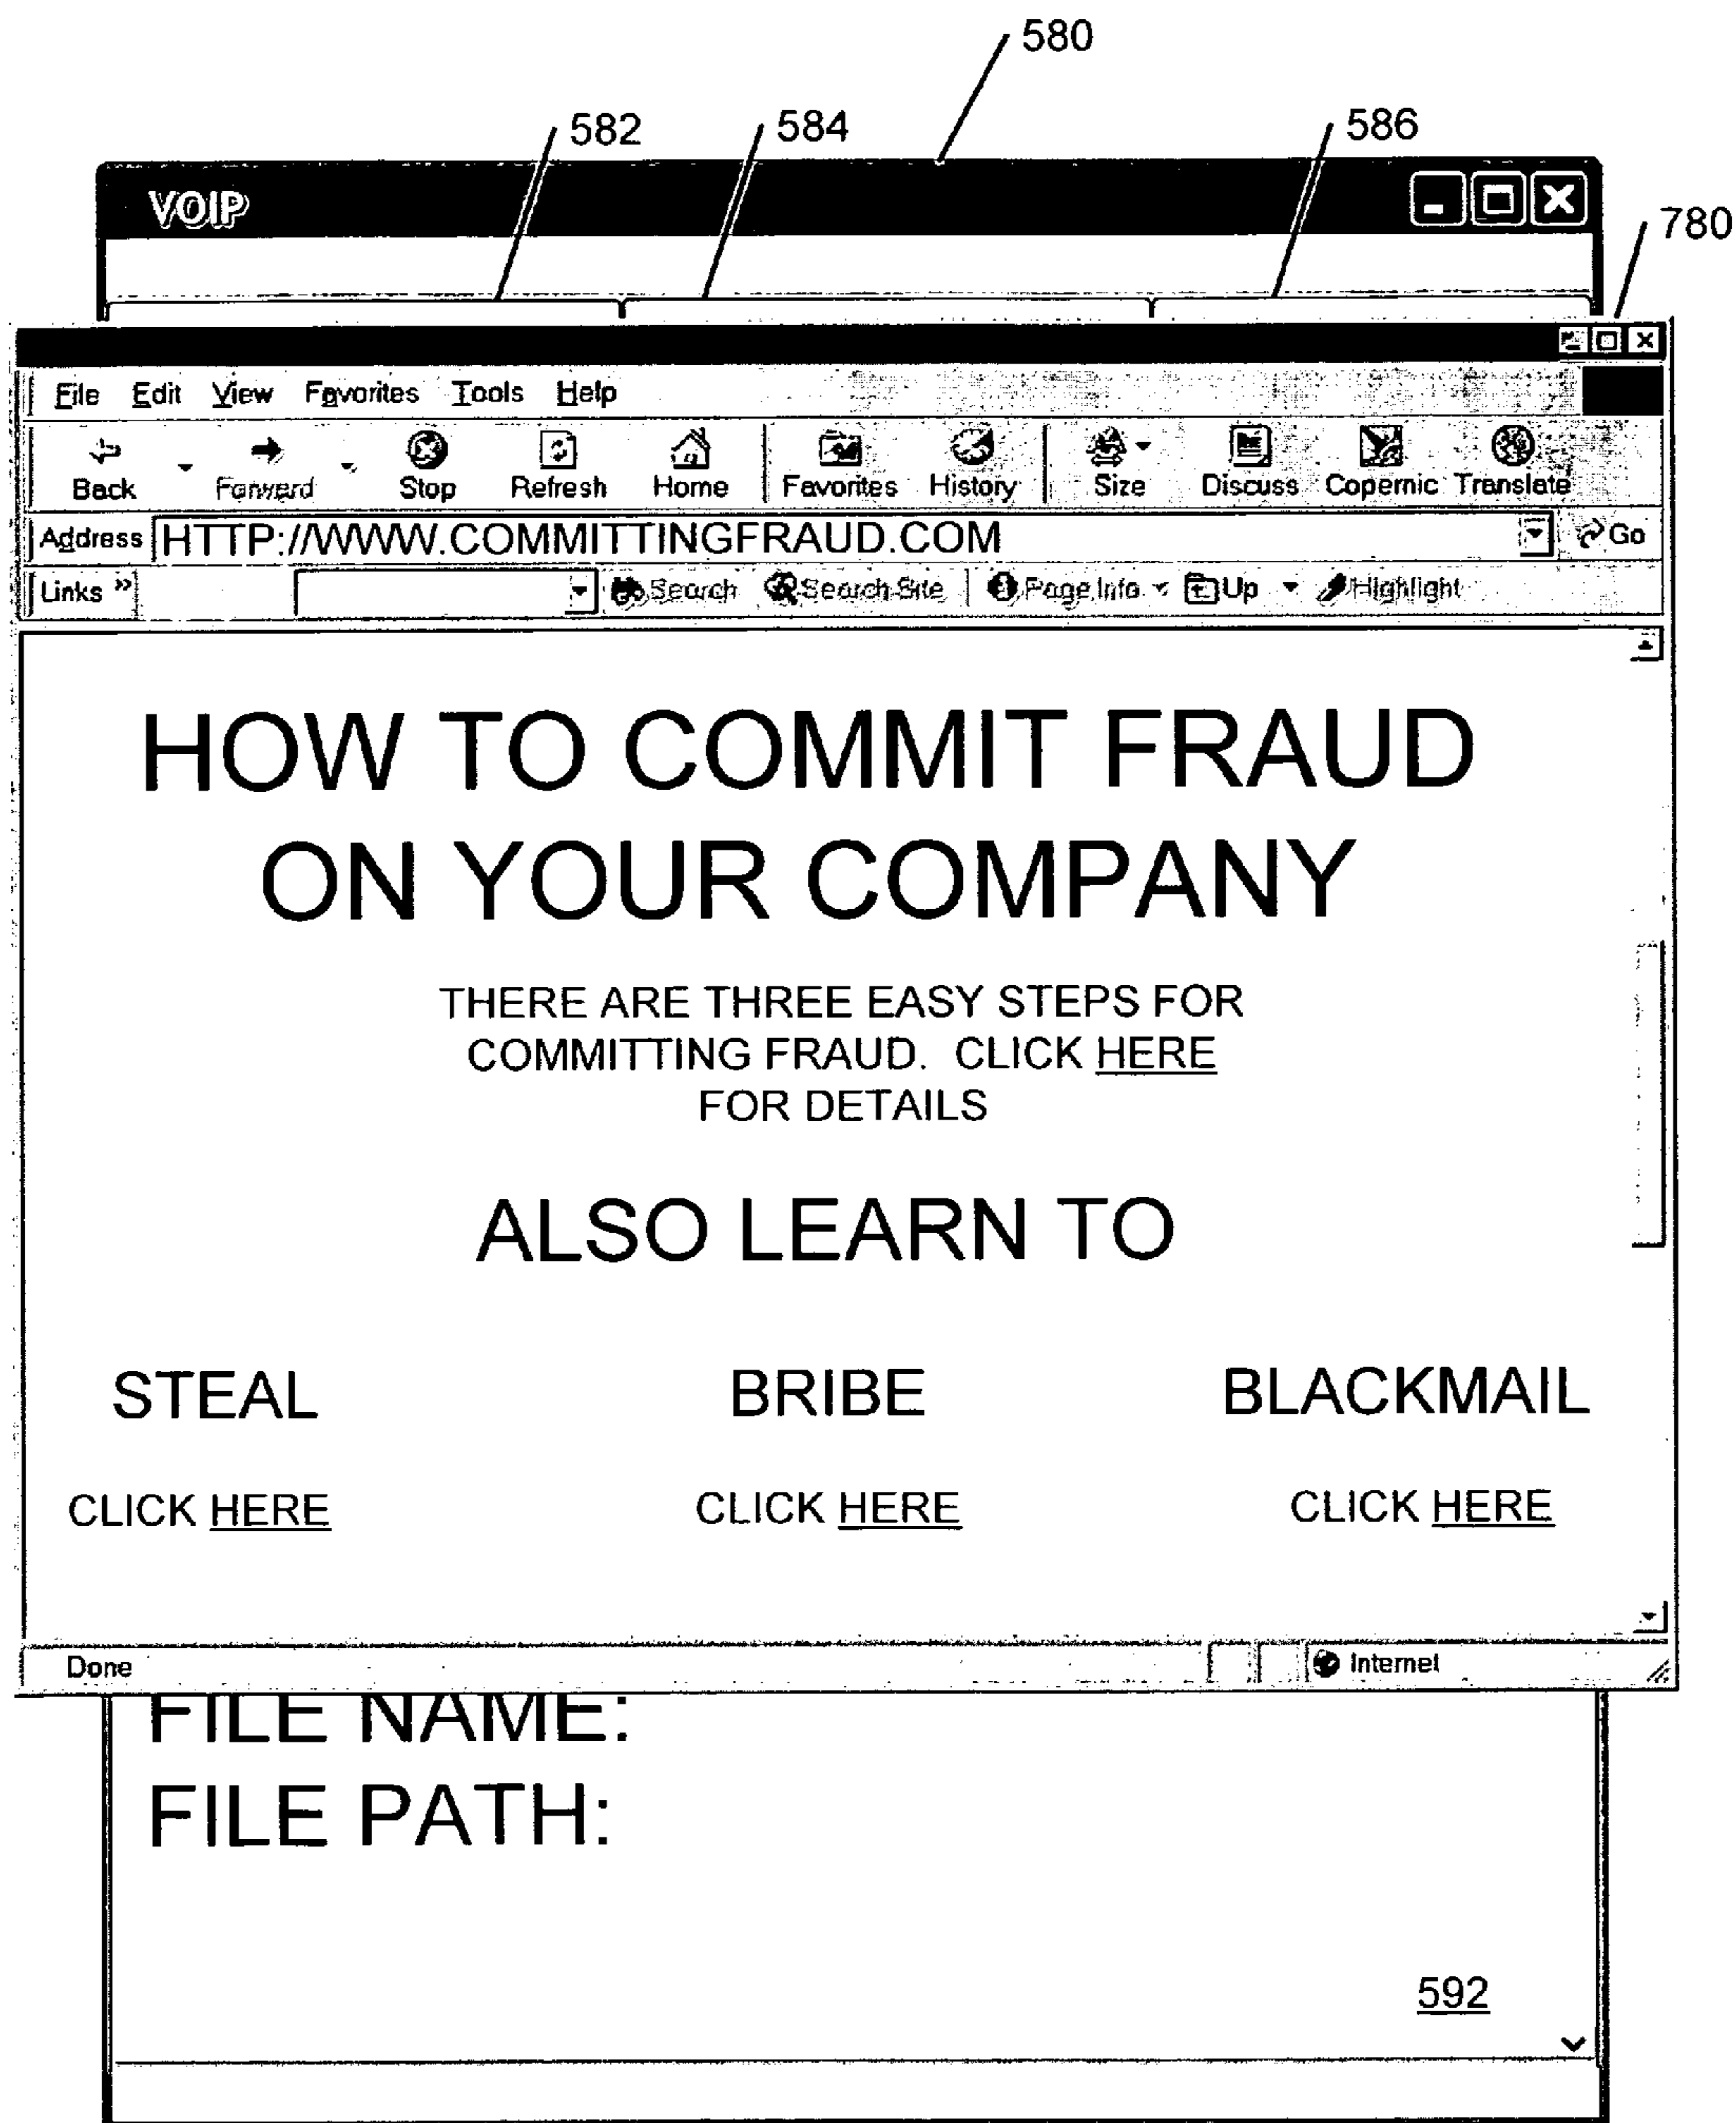 580
582 584 586
VOIP
780
File Edit View Favorites Tools Help
Back Forward Stop Refresh Home Favorites History Size Discuss Copernic Translate
Address HTTP://WWW.COMMITTINGFRAUD.COM Go
Links » Search Search Site Page Info Up Highlight
HOW TO COMMIT FRAUD
ON YOUR COMPANY
THERE ARE THREE EASY STEPS FOR
COMMITTING FRAUD. CLICK HERE
FOR DETAILS
ALSO LEARN TO
STEAL BRIBE BLACKMAIL
CLICK HERE CLICK HERE CLICK HERE
Done Internet
FILE NAME:
FILE PATH:
592